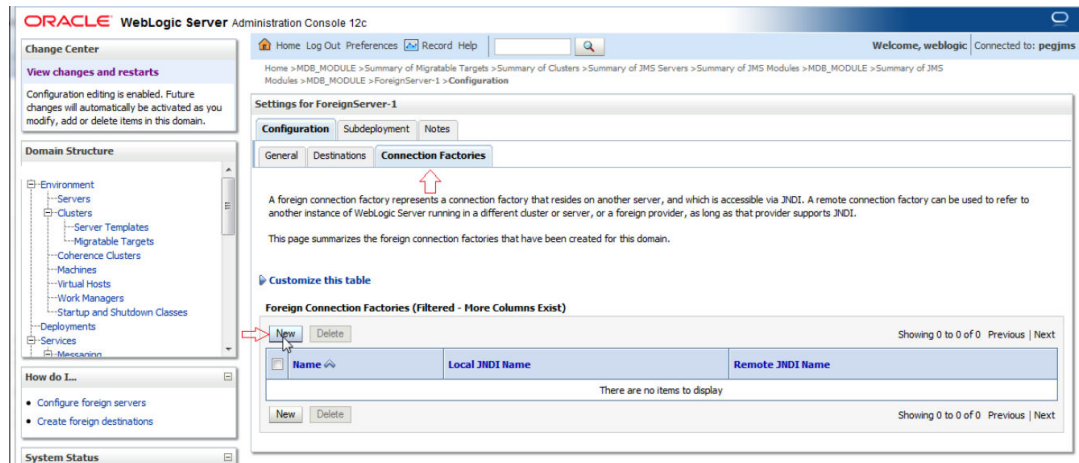 ORACLE WebLogic Server Administration Console 12c
Change Center
View changes and restarts
Configuration editing is enabled. Future
changes will automatically be activated as you
modify, add or delete items in this domain.
Domain Structure
Environment
Servers
Clusters
Server Templates
Migratable Targets
Coherence Clusters
Machines
Virtual Hosts
Work Managers
Startup and Shutdown Classes
Deployments
Services
Messaging
How do I...
Configure foreign servers
Create foreign destinations
System Status
Home Log Out Preferences Record Help
Welcome, weblogic Connected to: pegjms
Home >MDB_MODULE >Summary of Migratable Targets >Summary of Clusters >Summary of JMS Servers >Summary of JMS Modules >MDB_MODULE >Summary of JMS
Modules >MDB_MODULE >ForeignServer-1 >Configuration
Settings for ForeignServer-1
Configuration Subdeployment Notes
General Destinations Connection Factories
A foreign connection factory represents a connection factory that resides on another server, and which is accessible via JNDI. A remote connection factory can be used to refer to
another instance of WebLogic Server running in a different cluster or server, or a foreign provider, as long as that provider supports JNDI.
This page summarizes the foreign connection factories that have been created for this domain.
Customize this table
Foreign Connection Factories (Filtered - More Columns Exist)
New Delete Showing 0 to 0 of 0 Previous | Next
Name Local JNDI Name Remote JNDI Name
There are no items to display
New Delete Showing 0 to 0 of 0 Previous | Next